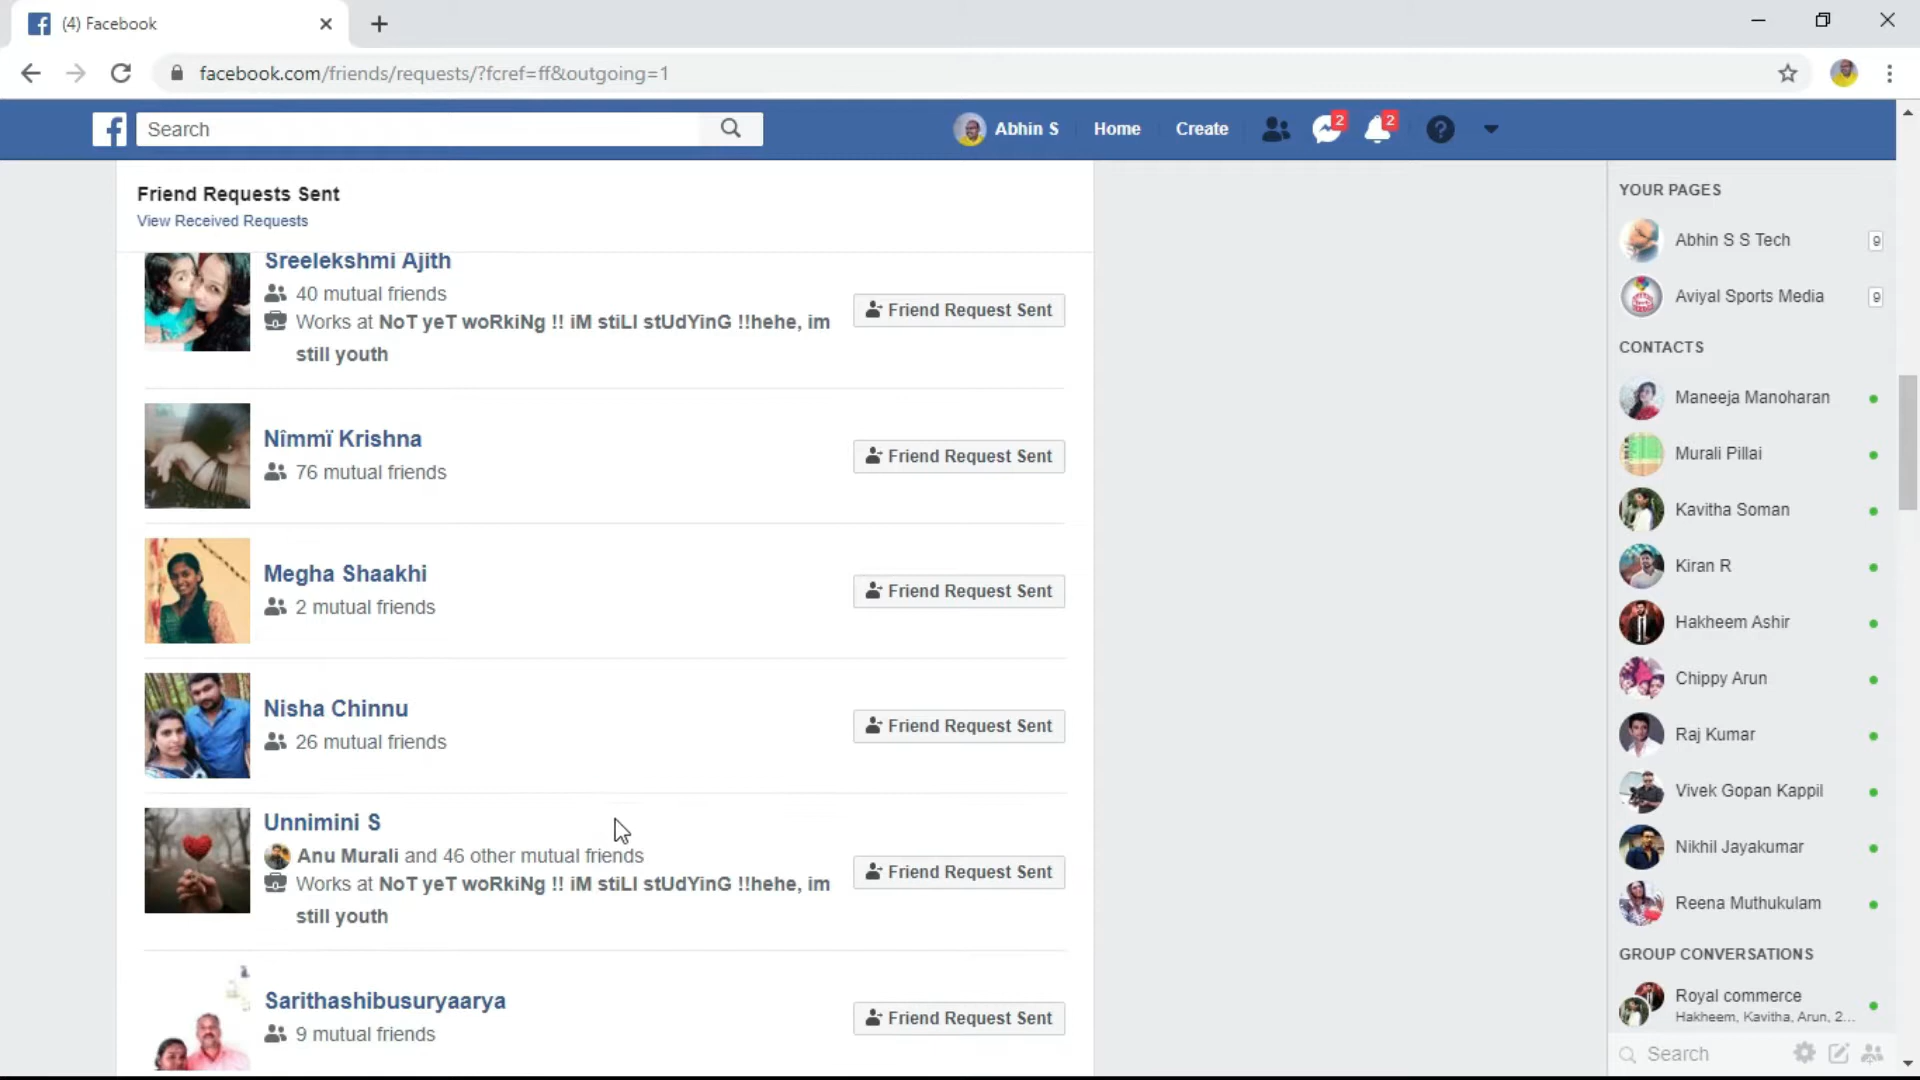 (4) Facebook
facebook.com/friends/requests/?fcref=ff&outgoing=1
Search
Abhin S
Home
Create
2
2
Friend Requests Sent
View Received Requests
Sreelekshmi Ajith
40 mutual friends
Works at NoT yeT woRkiNg !! iM stiLl stUdYinG !!hehe, im
still youth
Friend Request Sent
Nîmmï Krishna
76 mutual friends
Friend Request Sent
Megha Shaakhi
2 mutual friends
Friend Request Sent
Nisha Chinnu
26 mutual friends
Friend Request Sent
Unnimini S
Anu Murali and 46 other mutual friends
Works at NoT yeT woRkiNg !! iM stiLl stUdYinG !!hehe, im
still youth
Friend Request Sent
Sarithashibusuryaarya
9 mutual friends
Friend Request Sent
YOUR PAGES
Abhin S S Tech
9
Aviyal Sports Media
9
CONTACTS
Maneeja Manoharan
Murali Pillai
Kavitha Soman
Kiran R
Hakheem Ashir
Chippy Arun
Raj Kumar
Vivek Gopan Kappil
Nikhil Jayakumar
Reena Muthukulam
GROUP CONVERSATIONS
Royal commerce
Hakheem, Kavitha, Arun, 2...
Search